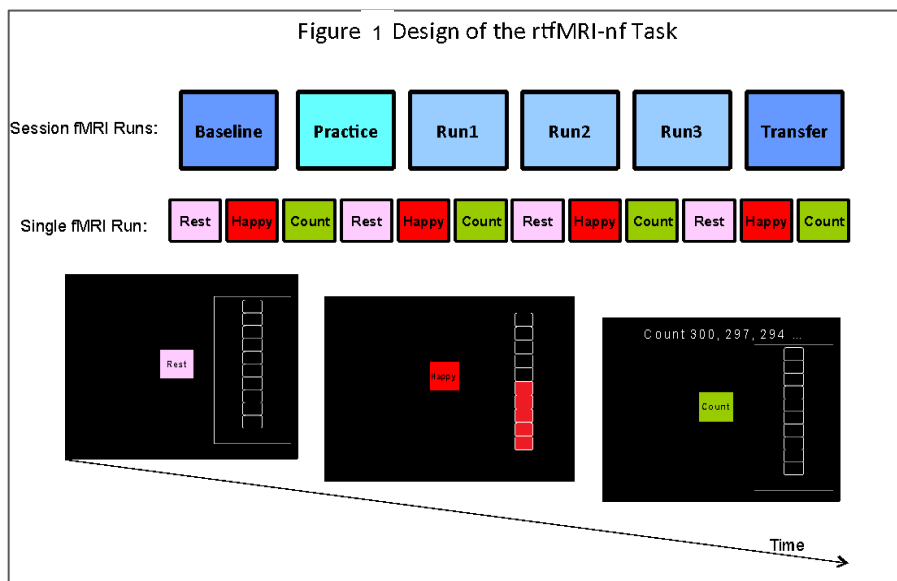 Figure 1 Design of the rtfMRI-nf Task
Session fMRI Runs: Baseline Practice Run1 Run2 Run3 Transfer
Single fMRI Run: Rest Happy Count Rest Happy Count Rest Happy Count Rest Happy Count
Rest
Happy
Count 300, 297, 294 ...
Count
Time